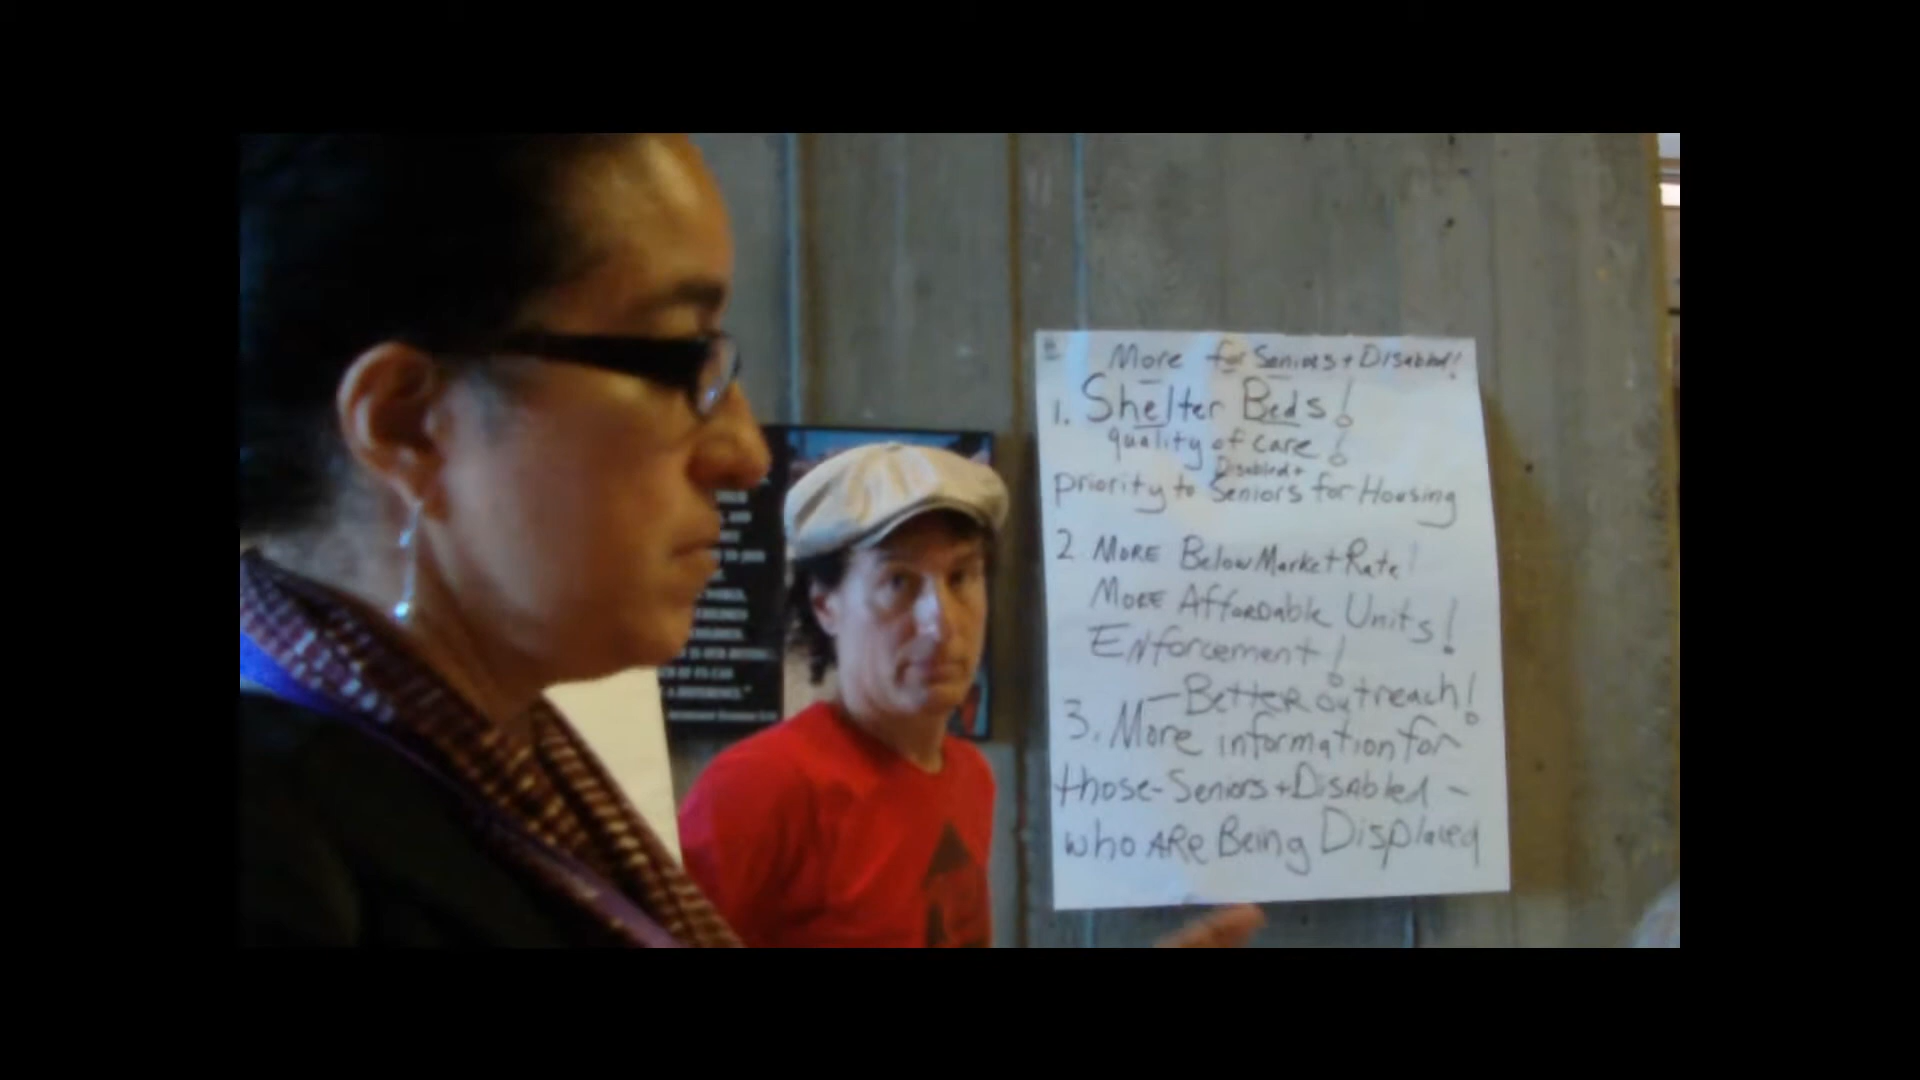 More for Seniors + Disabled!
1. Shelter Beds!
quality of care!
Disabled +
priority to Seniors for Housing
2 MORE Below Market Rate!
MORE Affordable Units!
Enforcement!
— Better outreach!
3. More information for
those - Seniors + Disabled -
who ARe Being Displaced
AND
A DIFFERENCE."